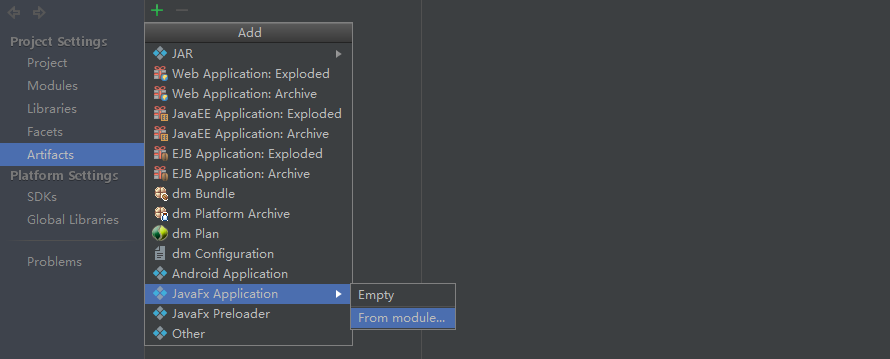 Project Settings
Project
Modules
Libraries
Facets
Artifacts
Platform Settings
SDKs
Global Libraries
Problems
Add
JAR
Web Application: Exploded
Web Application: Archive
JavaEE Application: Exploded
JavaEE Application: Archive
EJB Application: Exploded
EJB Application: Archive
dm Bundle
dm Platform Archive
dm Plan
dm Configuration
Android Application
JavaFx Application
JavaFx Preloader
Other
Empty
From module...